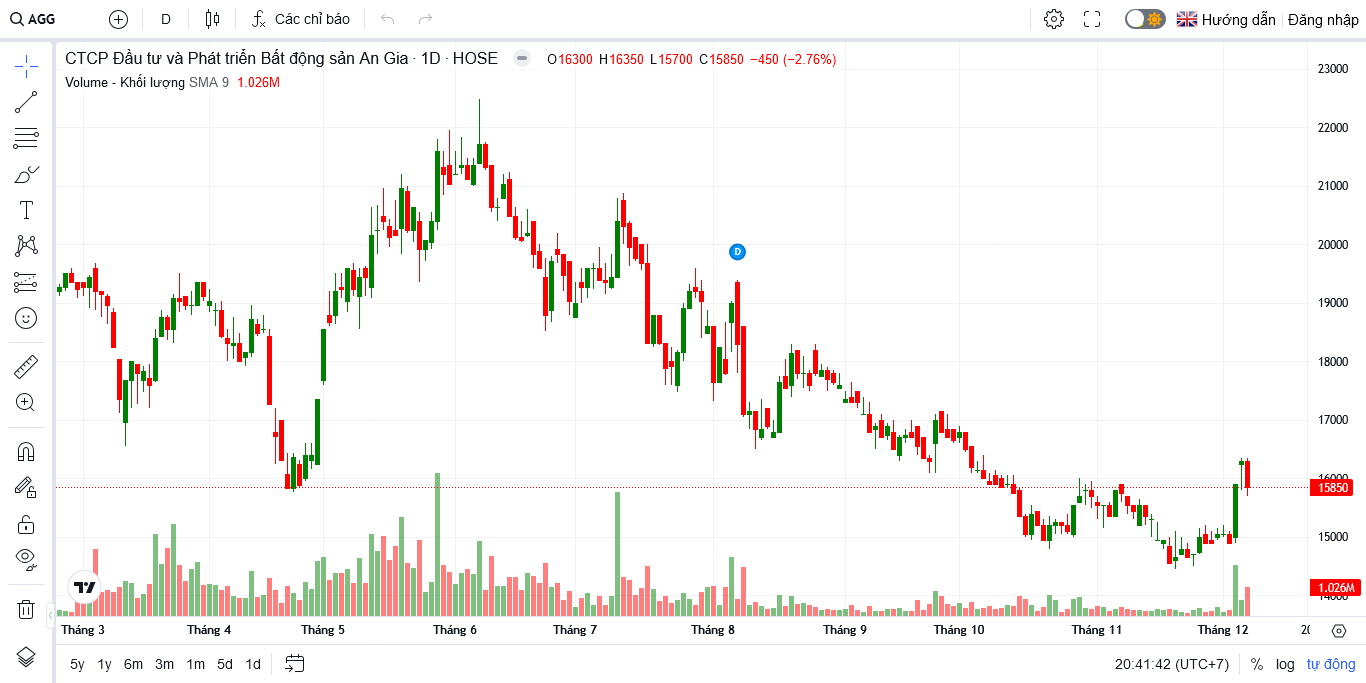 AGG D Các chỉ báo Hướng dẫn Đăng nhập
CTCP Đầu tư và Phát triển Bất động sản An Gia · 1D · HOSE O16300 H16350 L15700 C15850 −450 (−2.76%)
Volume - Khối lượng SMA 9 1.026M
23000
22000
21000
20000
D
19000
18000
17000
16000
15850
15000
1.026M
14000
Tháng 3 Tháng 4 Tháng 5 Tháng 6 Tháng 7 Tháng 8 Tháng 9 Tháng 10 Tháng 11 Tháng 12
5y 1y 6m 3m 1m 5d 1d 20:41:42 (UTC+7) % log tự động